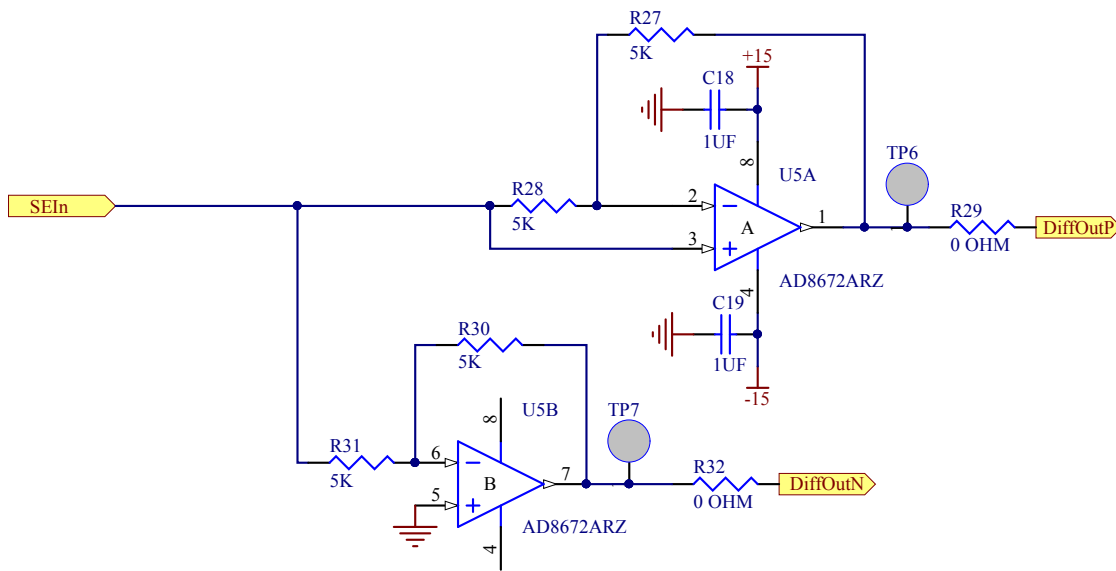 R27
5K
+15
C18
1UF
8
TP6
U5A
SEIn
R28
5K
2
3
A
1
R29
0 OHM
DiffOutP
4
AD8672ARZ
C19
1UF
-15
R30
5K
U5B
8
TP7
R31
5K
6
5
B
7
R32
0 OHM
DiffOutN
4
AD8672ARZ